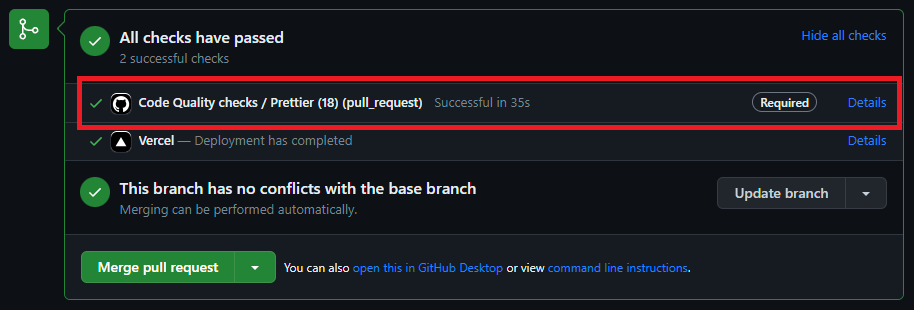 All checks have passed
Hide all checks
2 successful checks
Code Quality checks / Prettier (18) (pull_request) Successful in 35s Required Details
Vercel — Deployment has completed Details
This branch has no conflicts with the base branch
Merging can be performed automatically.
Update branch
Merge pull request You can also open this in GitHub Desktop or view command line instructions.